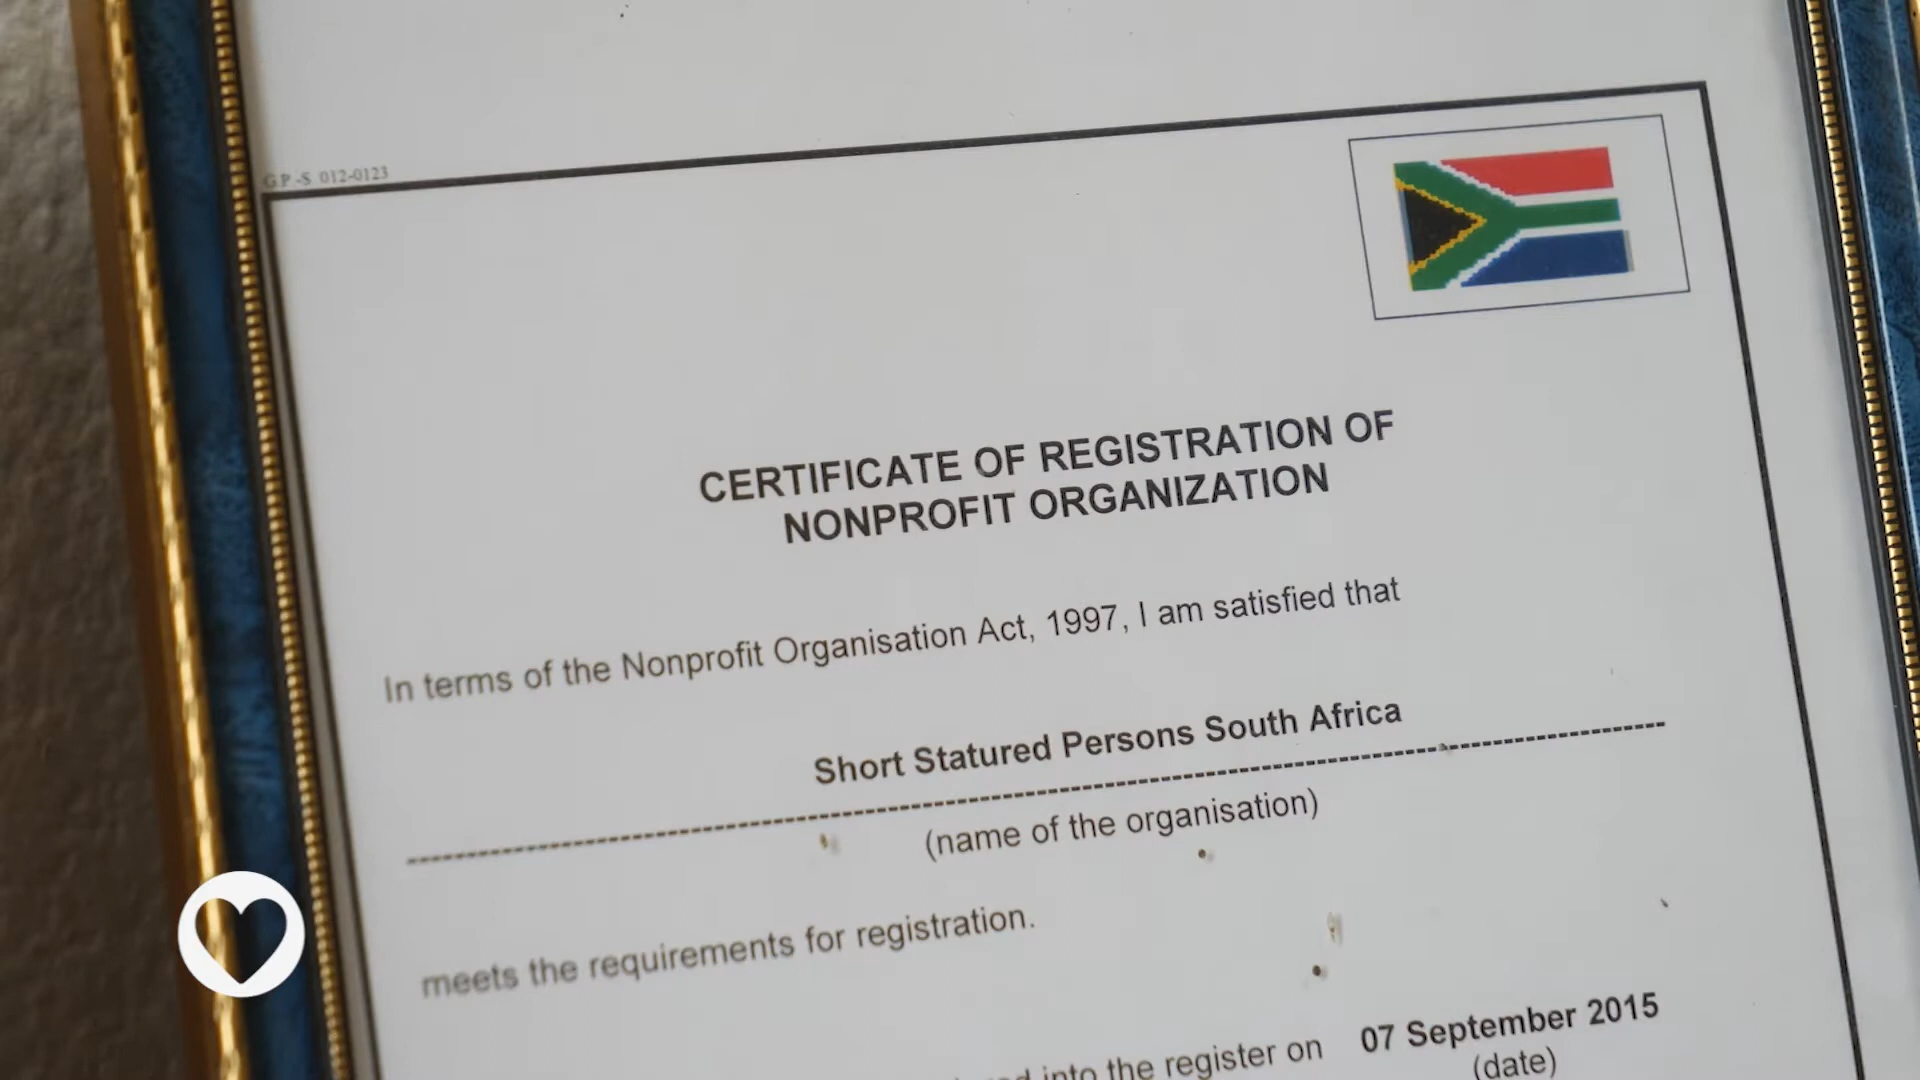 G.P.-S. 012-0123
CERTIFICATE OF REGISTRATION OF
NONPROFIT ORGANIZATION
In terms of the Nonprofit Organisation Act, 1997, I am satisfied that
Short Statured Persons South Africa
(name of the organisation)
meets the requirements for registration.
into the register on 07 September 2015
(date)